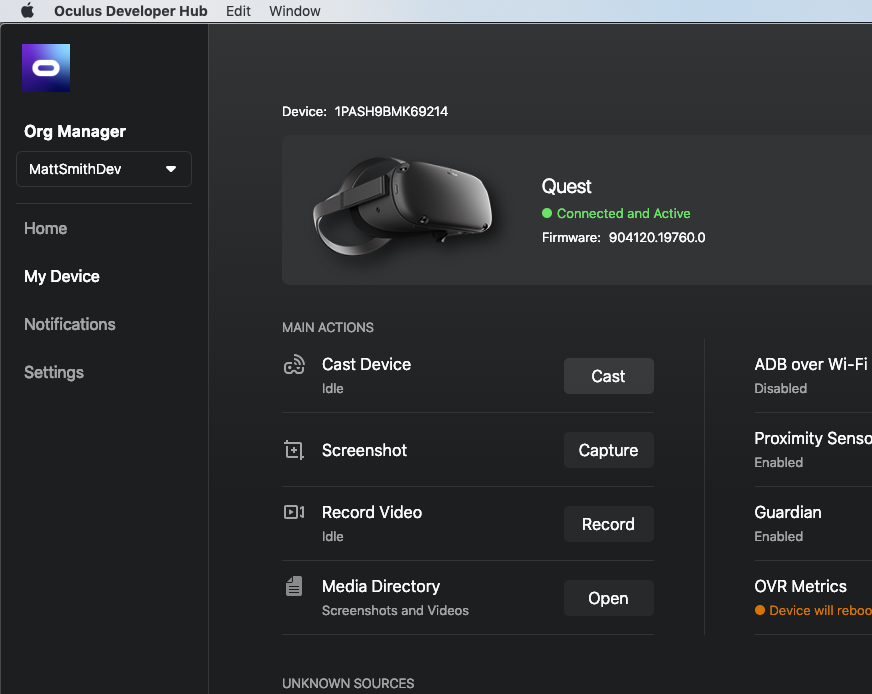 Oculus Developer Hub Edit Window
Org Manager
MattSmithDev
Home
My Device
Notifications
Settings
Device: 1PASH9BMK69214
Quest
Connected and Active
Firmware: 904120.19760.0
MAIN ACTIONS
Cast Device
Idle
Cast
Screenshot
Capture
Record Video
Idle
Record
Media Directory
Screenshots and Videos
Open
ADB over Wi-Fi
Disabled
Proximity Senso
Enabled
Guardian
Enabled
OVR Metrics
Device will reboo
UNKNOWN SOURCES